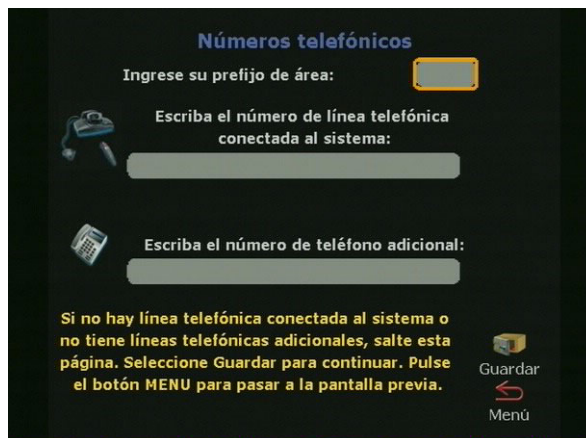 Números telefónicos
Ingrese su prefijo de área:
Escriba el número de línea telefónica
conectada al sistema:
Escriba el número de teléfono adicional:
Si no hay línea telefónica conectada al sistema o
no tiene líneas telefónicas adicionales, salte esta
página. Seleccione Guardar para continuar. Pulse
el botón MENU para pasar a la pantalla previa.
Guardar
Menú